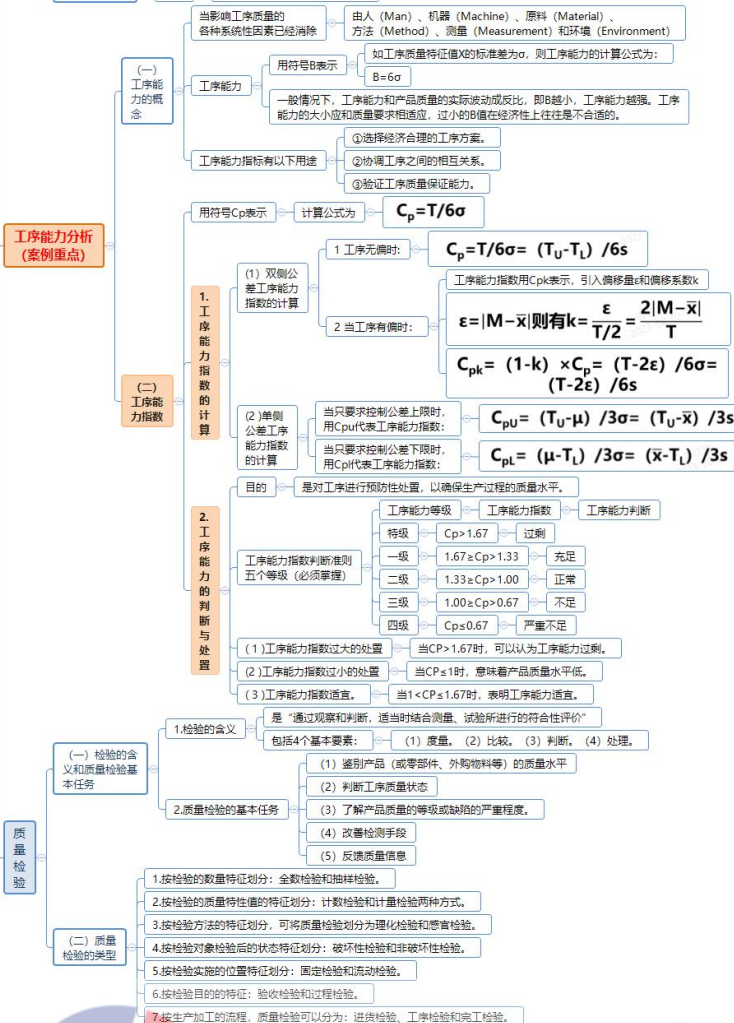 工序能力分析
(案例重点)
(一)
工序能
力的概
念
当影响工序质量的
各种系统性因素已经消除
由人（Man）、机器（Machine）、原料（Material）、
方法（Method）、测量（Measurement）和环境（Environment）
工序能力
用符号B表示
如工序质量特征值X的标准差为σ，则工序能力的计算公式为：
B=6σ
一般情况下，工序能力和产品质量的实际波动成反比，即B越小，工序能力越强。工序
能力的大小应和质量要求相适应，过小的B值在经济性上往往是不合适的。
工序能力指标有以下用途
①选择经济合理的工序方案。
②协调工序之间的相互关系。
③验证工序质量保证能力。
(二)
工序能
力指数
用符号Cp表示
计算公式为
Cp=T/6σ
1.
工
序
能
力
指
数
的
计
算
(1）双侧公
差工序能力
指数的计算
1 工序无偏时:
Cp=T/6σ=（TU-TL）/6s
2 当工序有偏时：
工序能力指数用Cpk表示，引入偏移量ε和偏移系数k
ε=|M−x̅|则有k= ε/(T/2) = 2|M−x̅|/T
Cpk=（1-k）×Cp=（T-2ε）/6σ=
(T-2ε）/6s
(2 )单侧
公差工序
能力指数
的计算
当只要求控制公差上限时，
用Cpu代表工序能力指数：
CpU=（TU-μ）/3σ=（TU-x̅）/3s
当只要求控制公差下限时，
用Cpl代表工序能力指数：
CpL=（μ-TL）/3σ=（x̅-TL）/3s
2.
工
序
能
力
的
判
断
与
处
置
目的
是对工序进行预防性处置，以确保生产过程的质量水平。
工序能力指数判断准则
五个等级（必须掌握）
工序能力等级 工序能力指数 工序能力判断
特级 Cp>1.67 过剩
一级 1.67≥Cp>1.33 充足
二级 1.33≥Cp>1.00 正常
三级 1.00≥Cp>0.67 不足
四级 Cp≤0.67 严重不足
( 1 )工序能力指数过大的处置
当CP>1.67时，可以认为工序能力过剩。
(2 )工序能力指数过小的处置
当CP≤1时，意味着产品质量水平低。
( 3 )工序能力指数适宜。
当1<CP≤1.67时，表明工序能力适宜。
质
量
检
验
(一）检验的含
义和质量检验基
本任务
1.检验的含义
是“通过观察和判断，适当时结合测量、试验所进行的符合性评价”
包括4个基本要素：
（1）度量。（2）比较。（3）判断。（4）处理。
2.质量检验的基本任务
（1）鉴别产品（或零部件、外购物料等）的质量水平
（2）判断工序质量状态
（3）了解产品质量的等级或缺陷的严重程度。
（4）改善检测手段
（5）反馈质量信息
(二）质量
检验的类型
1.按检验的数量特征划分：全数检验和抽样检验。
2.按检验的质量特性值的特征划分：计数检验和计量检验两种方式。
3.按检验方法的特征划分，可将质量检验划分为理化检验和感官检验。
4.按检验对象检验后的状态特征划分：破坏性检验和非破坏性检验。
5.按检验实施的位置特征划分：固定检验和流动检验。
6.按检验目的的特征：验收检验和过程检验。
7.按生产加工的流程，质量检验可以分为：进货检验、工序检验和完工检验。